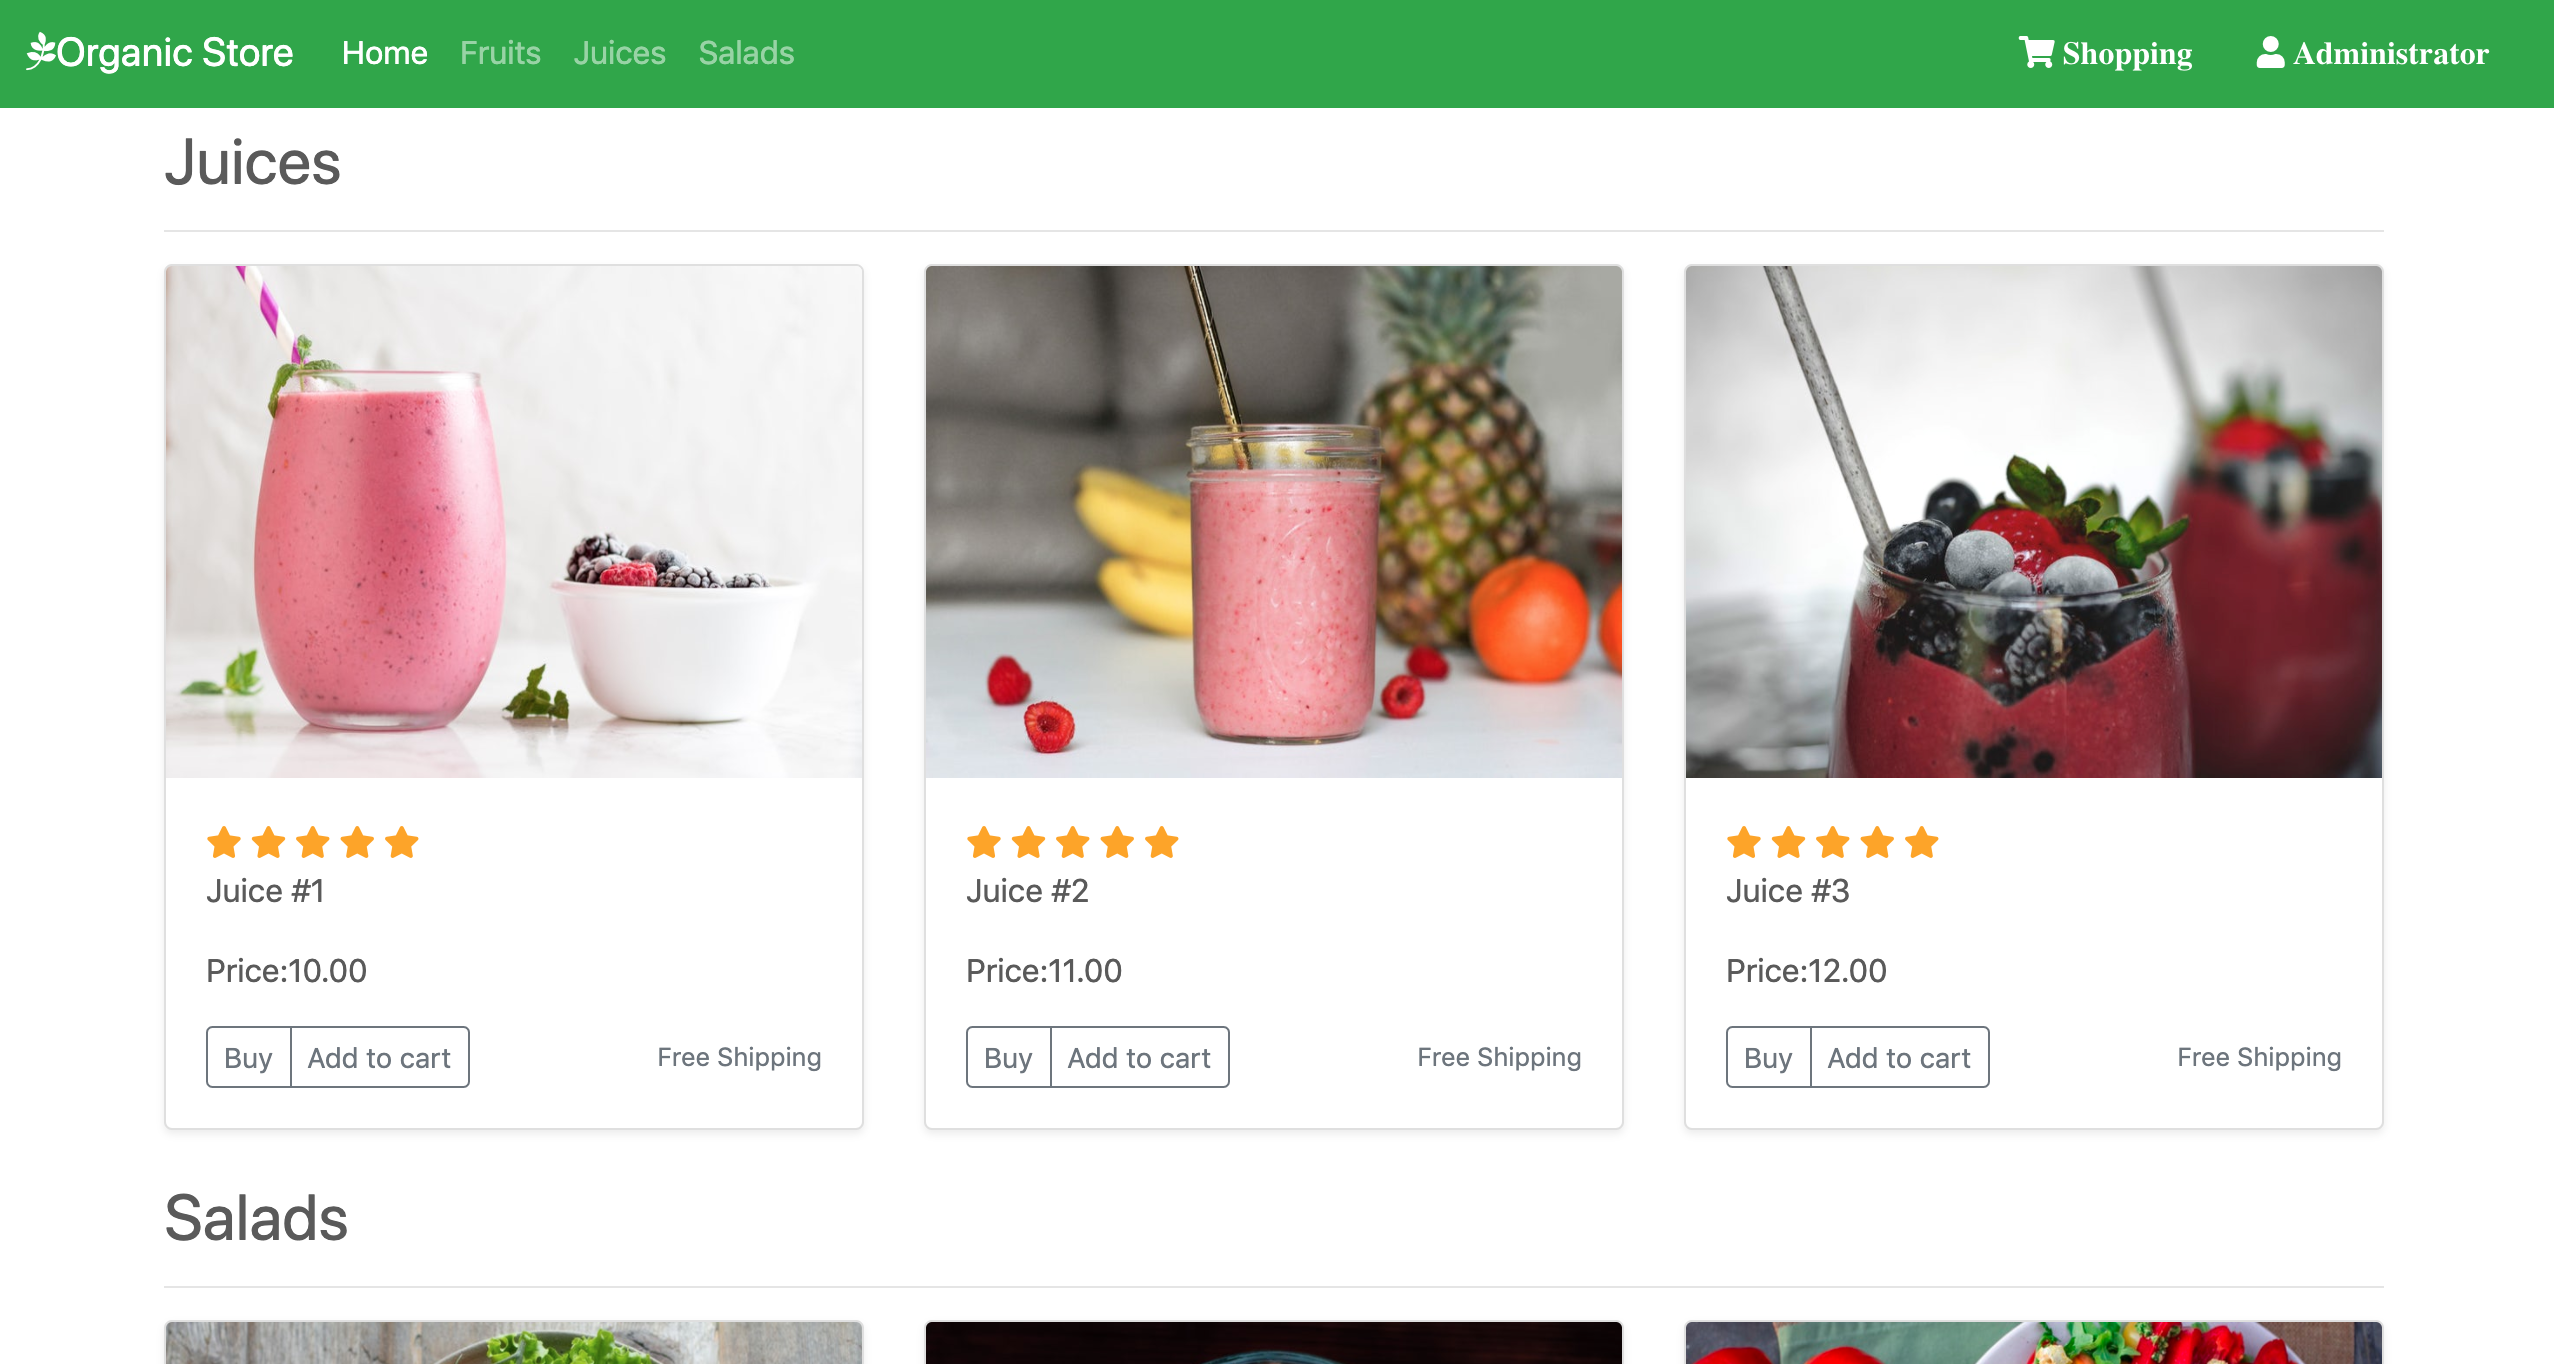 Organic Store Home Fruits Juices Salads Shopping Administrator
Juices
Juice #1 Juice #2 Juice #3
Price:10.00 Price:11.00 Price:12.00
Buy Add to cart Free Shipping Buy Add to cart Free Shipping Buy Add to cart Free Shipping
Salads